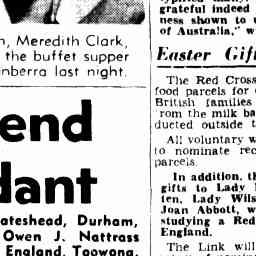 Meredith Clark,
the buffet supper
last night.
end
dant
ateshead, Durham,
Owen J. Nattrass
England, Toowong,
grateful indeed
ness shown to
of Australia," w
Easter Gif
The Red Cross
food parcels for
British families
rom the milk ba
ducted outside t
All voluntary w
to nominate rec
parcels.
In addition, th
gifts to Lady
ten, Lady Wils
Joan Abbott, w
studying a Red
England.
The Link will